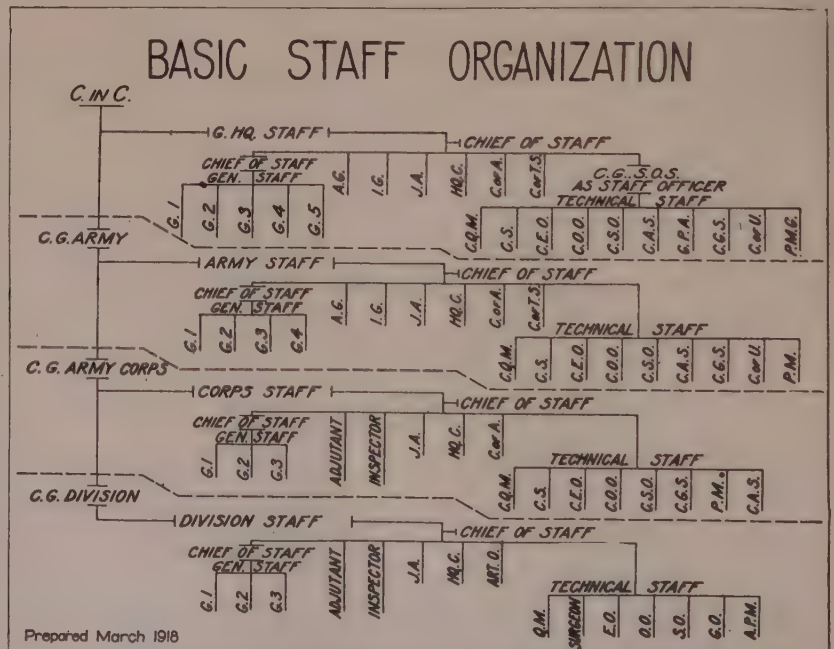 BASIC STAFF ORGANIZATION
C. IN C.
G. HQ. STAFF
CHIEF OF STAFF
CHIEF OF STAFF
GEN. STAFF
G.1 G.2 G.3 G.4 G.5
A.G. I.G. J.A. HQ.C. C. OF A. C. OF T.S.
C.G., S.O.S.
AS STAFF OFFICER
TECHNICAL STAFF
C.Q.M. C.S. C.E.O. C.O.O. C.S.O. C.A.S. G.P.A. C.G.S. C. OF U. P.M.G.
C.G. ARMY
ARMY STAFF
CHIEF OF STAFF
CHIEF OF STAFF
GEN. STAFF
G.1 G.2 G.3 G.4
A.G. I.G. J.A. HQ.C. C. OF A. C. OF T.S.
TECHNICAL STAFF
C.Q.M. C.S. C.E.O. C.O.O. C.S.O. C.A.S. C.G.S. C. OF U. P.M.
C.G. ARMY CORPS
CORPS STAFF
CHIEF OF STAFF
CHIEF OF STAFF
GEN. STAFF
G.1 G.2 G.3
ADJUTANT INSPECTOR J.A. HQ.C. C. OF A.
TECHNICAL STAFF
C.Q.M. C.S. C.E.O. C.O.O. C.S.O. C.G.S. P.M. C.A.S.
C.G. DIVISION
DIVISION STAFF
CHIEF OF STAFF
CHIEF OF STAFF
GEN. STAFF
G.1 G.2 G.3
ADJUTANT INSPECTOR J.A. HQ.C. ART. O.
TECHNICAL STAFF
Q.M. SURGEON E.O. O.O. S.O. G.O. A.P.M.
Prepared March 1918